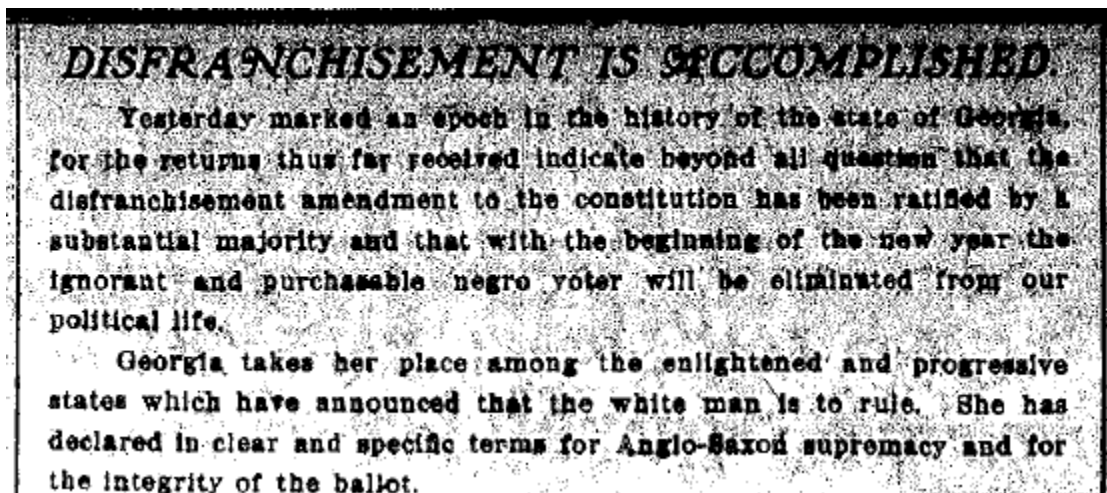 DISFRANCHISEMENT IS ACCOMPLISHED.
Yesterday marked an epoch in the history of the state of Georgia,
for the returns thus far received indicate beyond all question that the
disfranchisement amendment to the constitution has been ratified by a
substantial majority and that with the beginning of the new year the
ignorant and purchasable negro voter will be eliminated from our
political life.
Georgia takes her place among the enlightened and progressive
states which have announced that the white man is to rule. She has
declared in clear and specific terms for Anglo-Saxon supremacy and for
the integrity of the ballot.